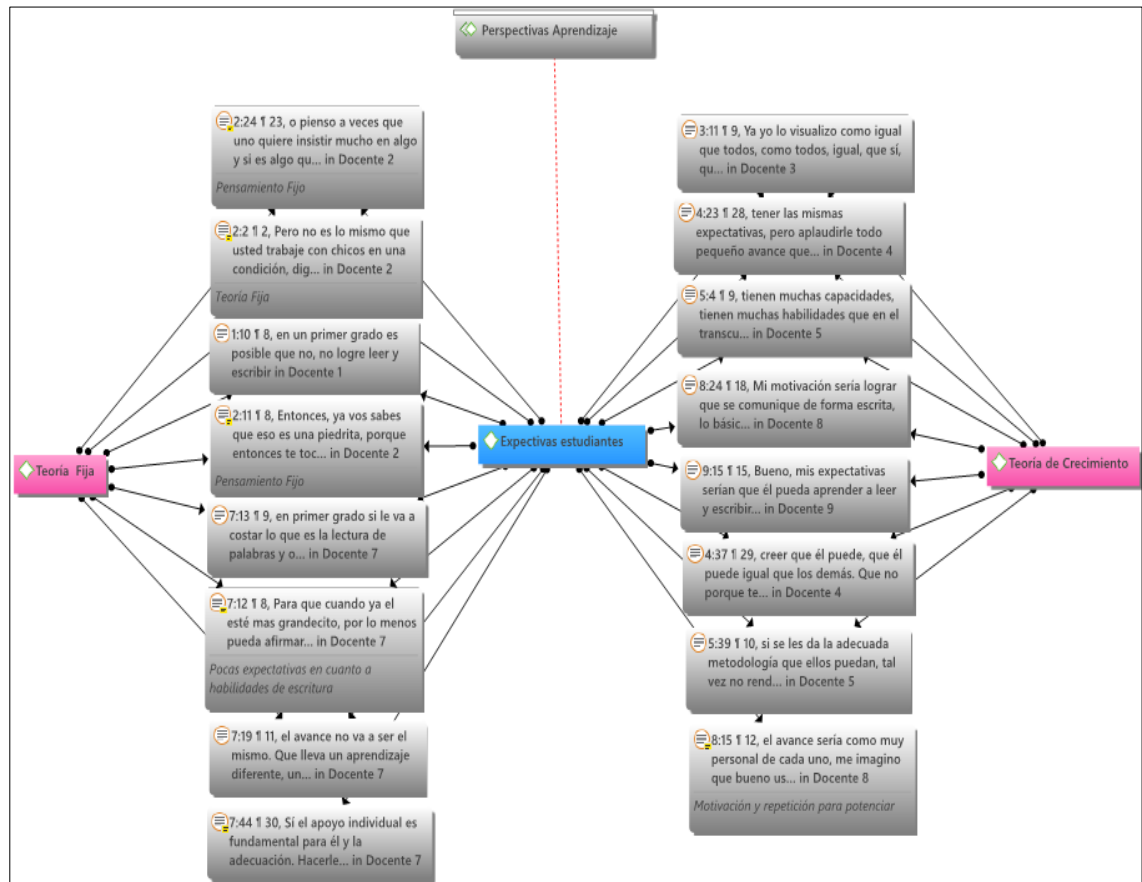 Perspectivas Aprendizaje
2:24 ¶ 23, o pienso a veces que
uno quiere insistir mucho en algo
y si es algo qu... in Docente 2
Pensamiento Fijo
2:2 ¶ 2, Pero no es lo mismo que
usted trabaje con chicos en una
condición, dig... in Docente 2
Teoría Fija
1:10 ¶ 8, en un primer grado es
posible que no, no logre leer y
escribir in Docente 1
2:11 ¶ 8, Entonces, ya vos sabes
que eso es una piedrita, porque
entonces te toc... in Docente 2
Pensamiento Fijo
7:13 ¶ 9, en primer grado si le va a
costar lo que es la lectura de
palabras y o... in Docente 7
7:12 ¶ 8, Para que cuando ya el
esté mas grandecito, por lo menos
pueda afirmar... in Docente 7
Pocas expectativas en cuanto a
habilidades de escritura
7:19 ¶ 11, el avance no va a ser el
mismo. Que lleva un aprendizaje
diferente, un... in Docente 7
7:44 ¶ 30, Sí el apoyo individual es
fundamental para él y la
adecuación. Hacerle... in Docente 7
Teoría Fija
Expectivas estudiantes
3:11 ¶ 9, Ya yo lo visualizo como igual
que todos, como todos, igual, que sí,
qu... in Docente 3
4:23 ¶ 28, tener las mismas
expectativas, pero aplaudirle todo
pequeño avance que... in Docente 4
5:4 ¶ 9, tienen muchas capacidades,
tienen muchas habilidades que en el
transcu... in Docente 5
8:24 ¶ 18, Mi motivación sería lograr
que se comunique de forma escrita,
lo básic... in Docente 8
9:15 ¶ 15, Bueno, mis expectativas
serían que él pueda aprender a leer
y escribir... in Docente 9
4:37 ¶ 29, creer que él puede, que él
puede igual que los demás. Que no
porque te... in Docente 4
5:39 ¶ 10, si se les da la adecuada
metodología que ellos puedan, tal
vez no rend... in Docente 5
8:15 ¶ 12, el avance sería como muy
personal de cada uno, me imagino
que bueno us... in Docente 8
Motivación y repetición para potenciar
Teoría de Crecimiento